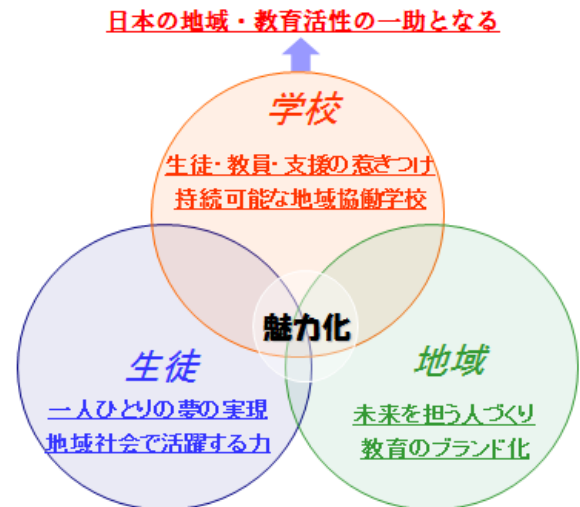 日本の地域・教育活性の一助となる
学校
生徒・教員・支援の惹きつけ
持続可能な地域協働学校
魅力化
生徒
一人ひとりの夢の実現
地域社会で活躍する力
地域
未来を担う人づくり
教育のブランド化